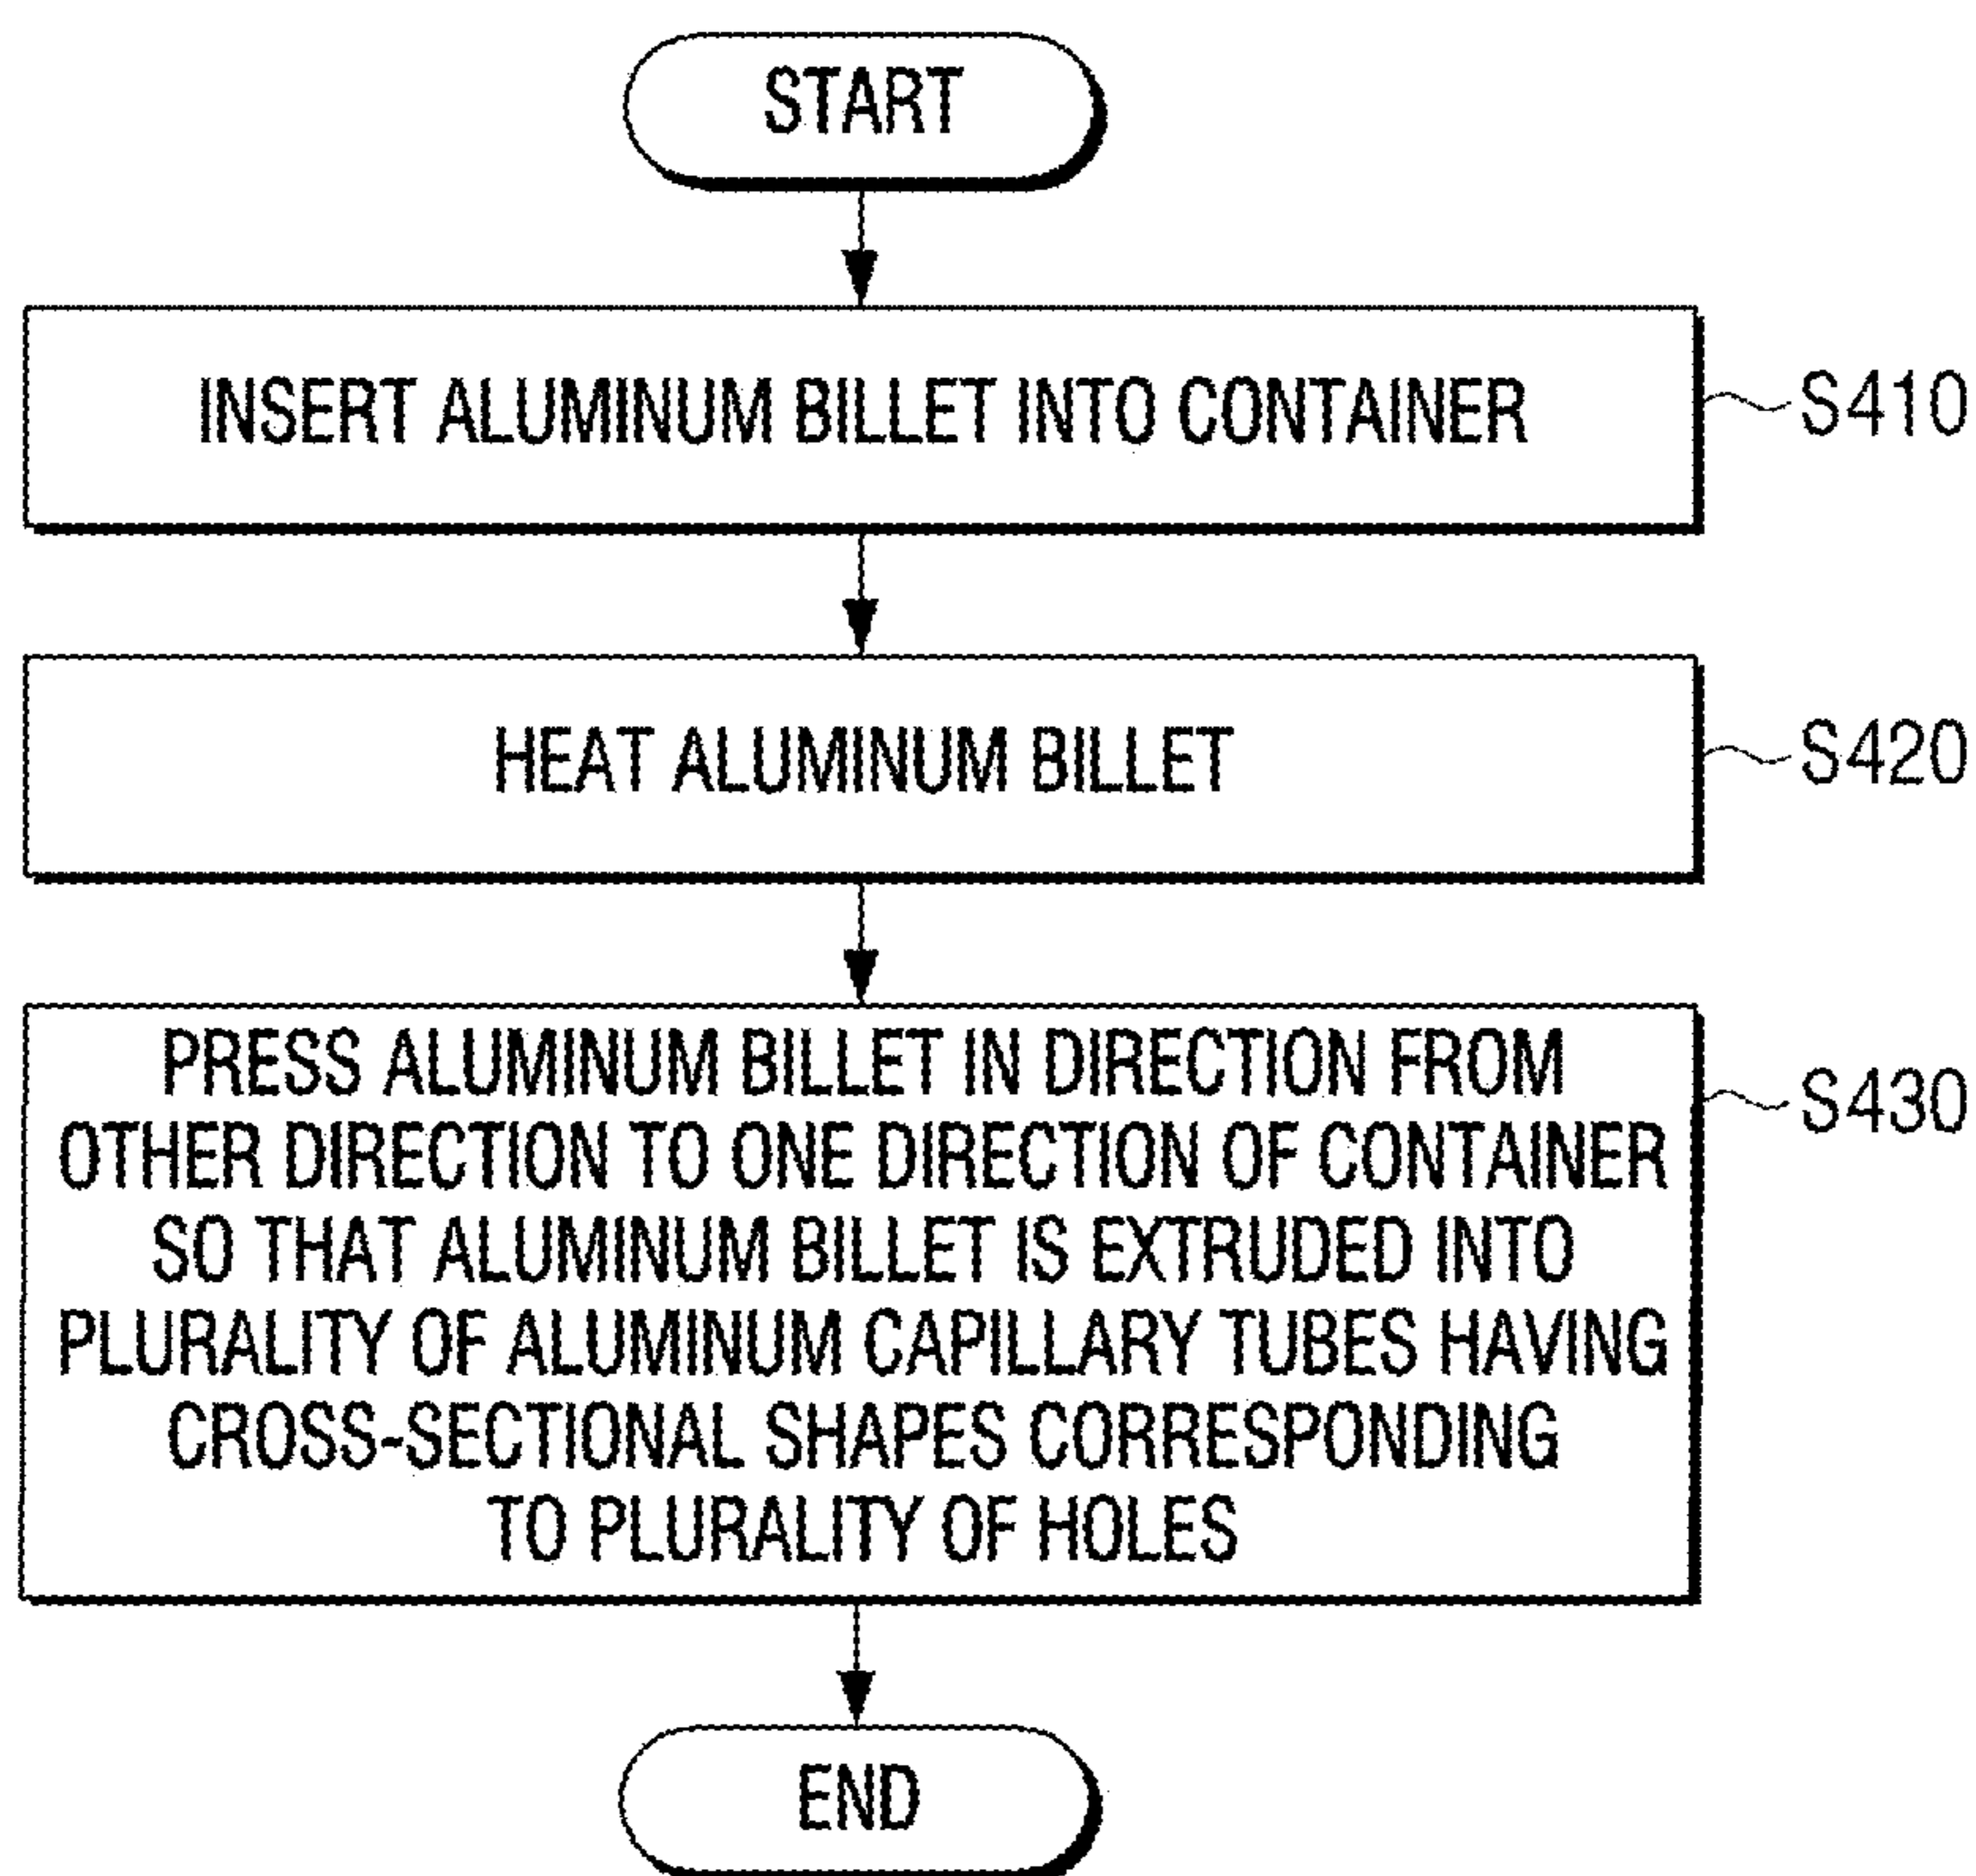 START
INSERT ALUMINUM BILLET INTO CONTAINER
S410
HEAT ALUMINUM BILLET
S420
PRESS ALUMINUM BILLET IN DIRECTION FROM
OTHER DIRECTION TO ONE DIRECTION OF CONTAINER
SO THAT ALUMINUM BILLET IS EXTRUDED INTO
PLURALITY OF ALUMINUM CAPILLARY TUBES HAVING
CROSS-SECTIONAL SHAPES CORRESPONDING
TO PLURALITY OF HOLES
S430
END